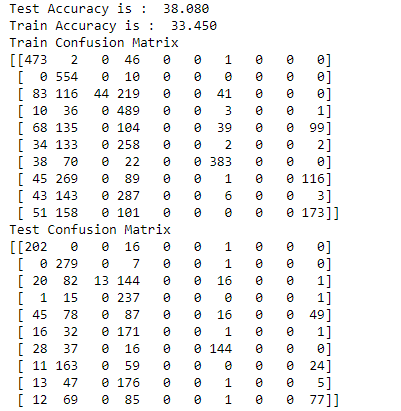 Test Accuracy is :  38.080
Train Accuracy is :  33.450
Train Confusion Matrix
[[473   2   0  46   0   0   1   0   0   0]
 [  0 554   0  10   0   0   0   0   0   0]
 [ 83 116  44 219   0   0  41   0   0   0]
 [ 10  36   0 489   0   0   3   0   0   1]
 [ 68 135   0 104   0   0  39   0   0  99]
 [ 34 133   0 258   0   0   2   0   0   2]
 [ 38  70   0  22   0   0 383   0   0   0]
 [ 45 269   0  89   0   0   1   0   0 116]
 [ 43 143   0 287   0   0   6   0   0   3]
 [ 51 158   0 101   0   0   0   0   0 173]]
Test Confusion Matrix
[[202   0   0  16   0   0   1   0   0   0]
 [  0 279   0   7   0   0   1   0   0   0]
 [ 20  82  13 144   0   0  16   0   0   1]
 [  1  15   0 237   0   0   0   0   0   1]
 [ 45  78   0  87   0   0  16   0   0  49]
 [ 16  32   0 171   0   0   1   0   0   1]
 [ 28  37   0  16   0   0 144   0   0   0]
 [ 11 163   0  59   0   0   0   0   0  24]
 [ 13  47   0 176   0   0   1   0   0   5]
 [ 12  69   0  85   0   0   1   0   0  77]]